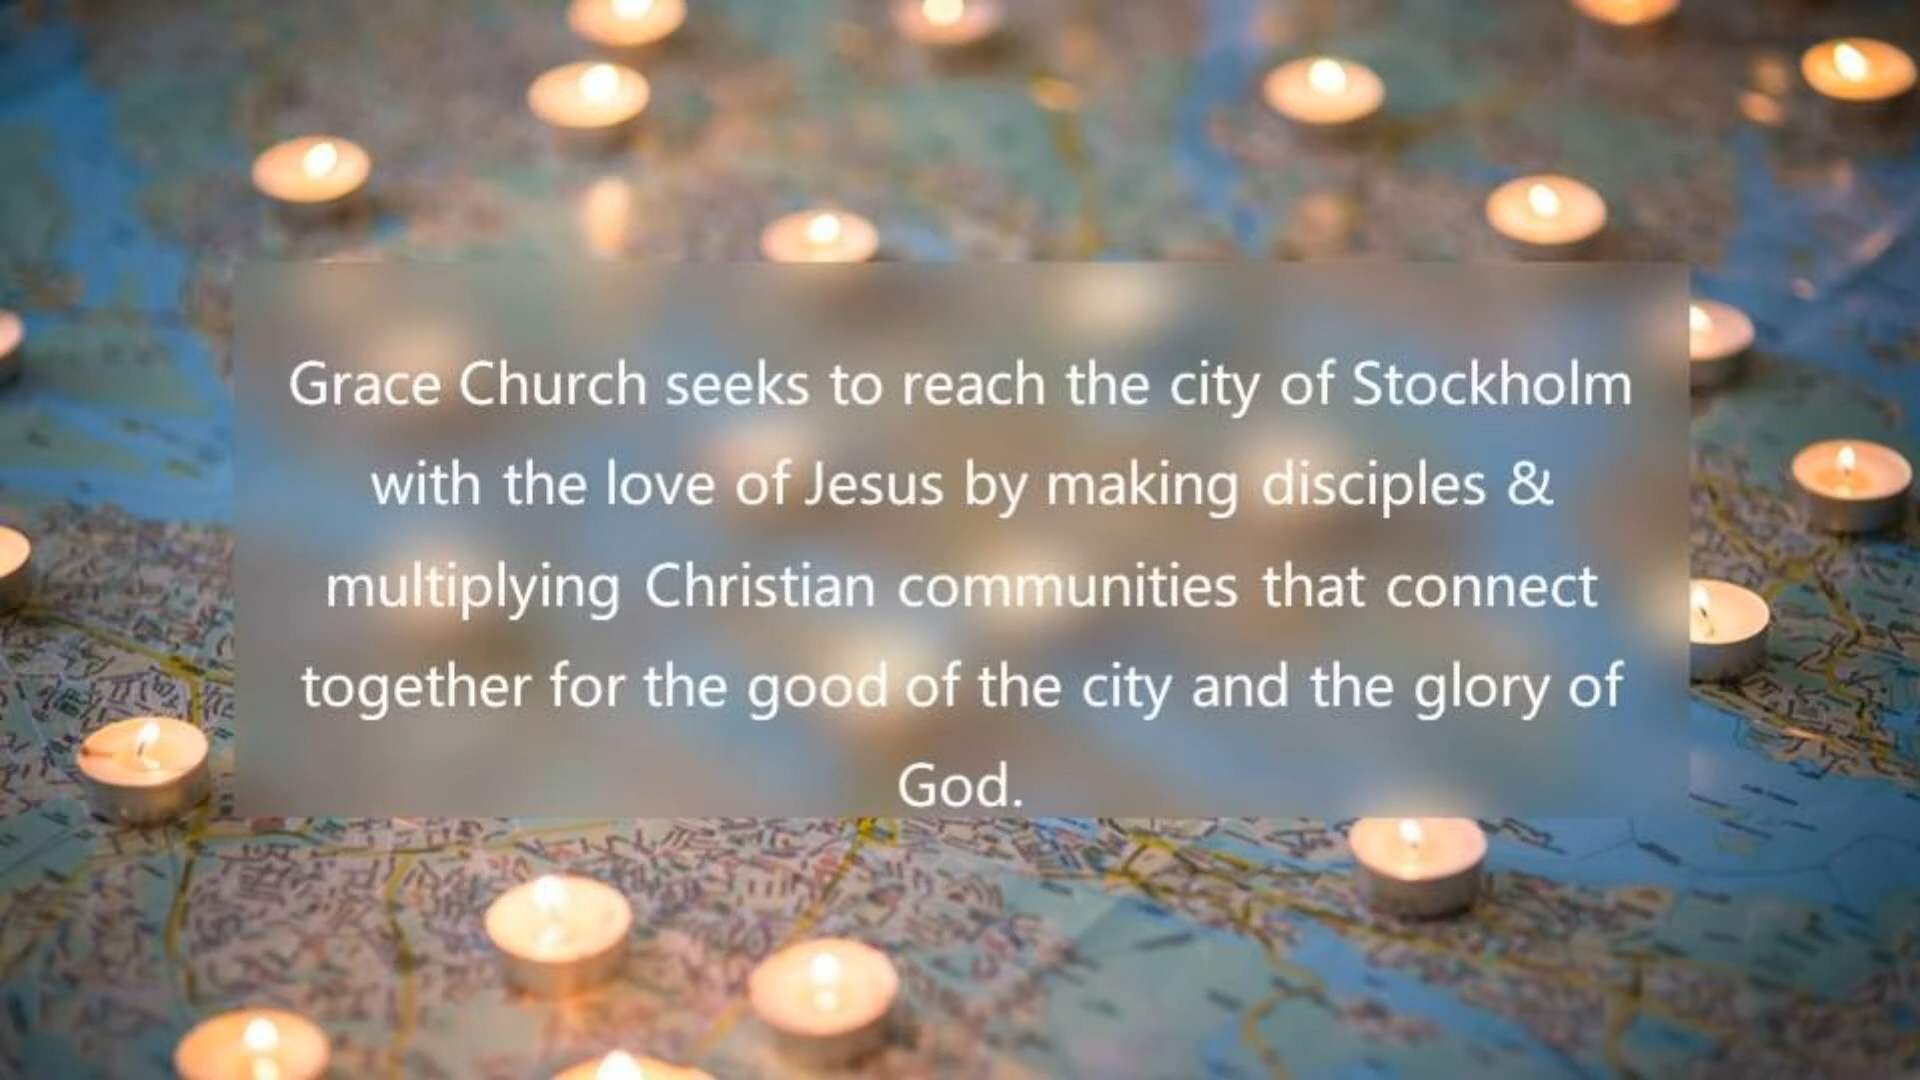 Grace Church seeks to reach the city of Stockholm
with the love of Jesus by making disciples &
multiplying Christian communities that connect
together for the good of the city and the glory of
God.